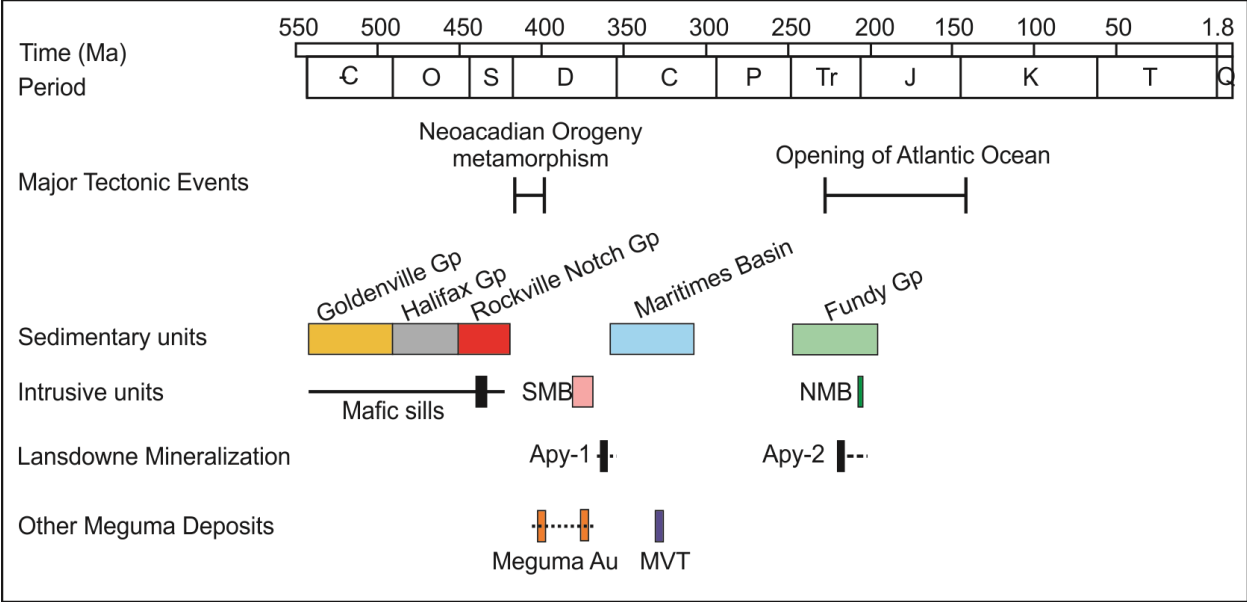 550 500 450 400 350 300 250 200 150 100 50 1.8
Time (Ma)
Period
-C O S D C P Tr J K T Q
Neoacadian Orogeny
metamorphism
Opening of Atlantic Ocean
Major Tectonic Events
Goldenville Gp
Halifax Gp
Rockville Notch Gp
Maritimes Basin
Fundy Gp
Sedimentary units
Intrusive units
Mafic sills
SMB
NMB
Lansdowne Mineralization
Apy-1
Apy-2
Other Meguma Deposits
Meguma Au
MVT